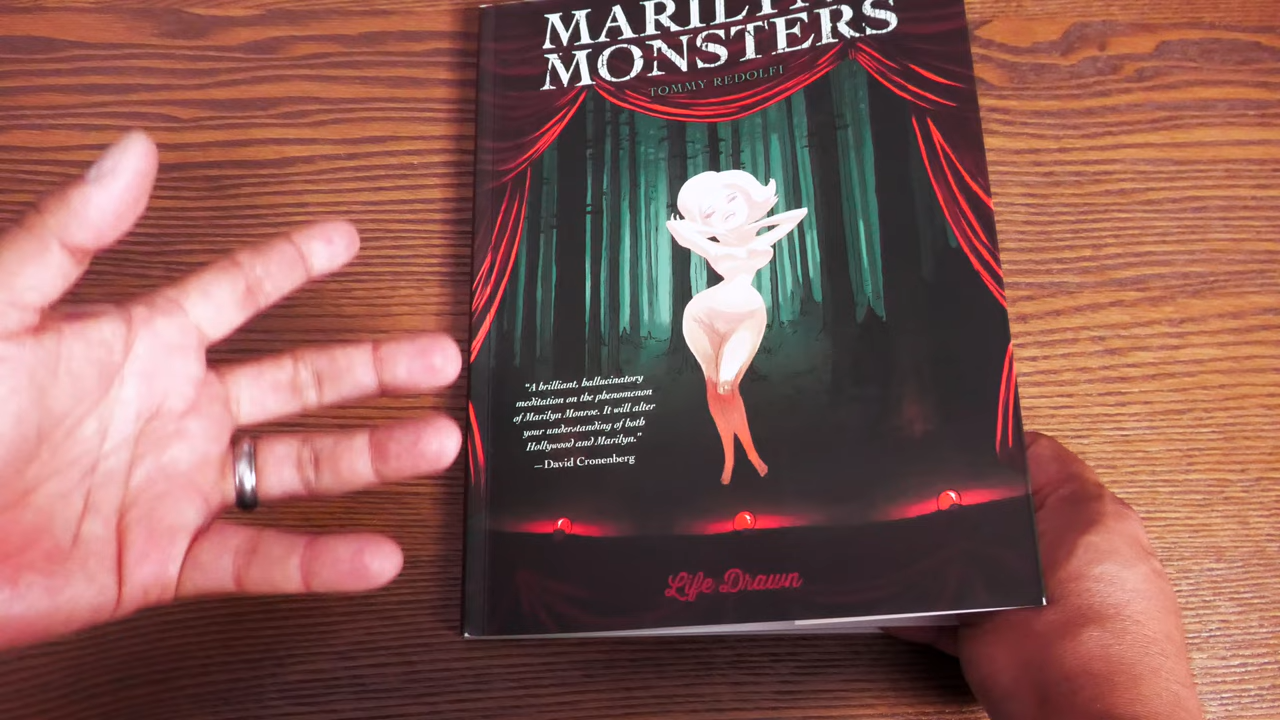 MARILYN
MONSTERS
TOMMY REDOLFI
“A brilliant, hallucinatory
meditation on the phenomenon
of Marilyn Monroe. It will alter
your understanding of both
Hollywood and Marilyn.”
—David Cronenberg
Life Drawn